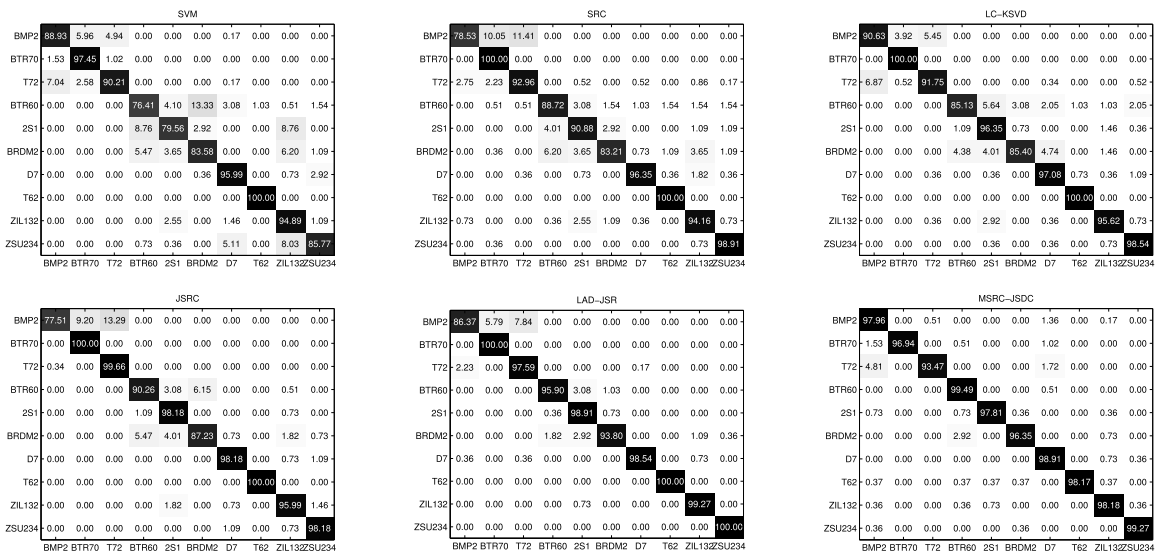 SVM
BMP2 88.93 5.96 4.94 0.00 0.00 0.00 0.17 0.00 0.00 0.00
BTR70 1.53 97.45 1.02 0.00 0.00 0.00 0.00 0.00 0.00 0.00
T72 7.04 2.58 90.21 0.00 0.00 0.00 0.17 0.00 0.00 0.00
BTR60 0.00 0.00 0.00 76.41 4.10 13.33 3.08 1.03 0.51 1.54
2S1 0.00 0.00 0.00 8.76 79.56 2.92 0.00 0.00 8.76 0.00
BRDM2 0.00 0.00 0.00 5.47 3.65 83.58 0.00 0.00 6.20 1.09
D7 0.00 0.00 0.00 0.00 0.00 0.36 95.99 0.00 0.73 2.92
T62 0.00 0.00 0.00 0.00 0.00 0.00 0.00 100.00 0.00 0.00
ZIL132 0.00 0.00 0.00 0.00 2.55 0.00 1.46 0.00 94.89 1.09
ZSU234 0.00 0.00 0.00 0.73 0.36 0.00 5.11 0.00 8.03 85.77
BMP2 BTR70 T72 BTR60 2S1 BRDM2 D7 T62 ZIL132 ZSU234
SRC
BMP2 78.53 10.05 11.41 0.00 0.00 0.00 0.00 0.00 0.00 0.00
BTR70 0.00 100.00 0.00 0.00 0.00 0.00 0.00 0.00 0.00 0.00
T72 2.75 2.23 92.96 0.00 0.52 0.00 0.52 0.00 0.86 0.17
BTR60 0.00 0.51 0.51 88.72 3.08 1.54 1.03 1.54 1.54 1.54
2S1 0.00 0.00 0.00 4.01 90.88 2.92 0.00 0.00 1.09 1.09
BRDM2 0.00 0.00 0.36 6.20 3.65 83.21 0.73 1.09 3.65 1.09
D7 0.00 0.00 0.00 0.36 0.73 0.00 96.35 0.36 1.82 0.36
T62 0.00 0.00 0.00 0.00 0.00 0.00 0.00 100.00 0.00 0.00
ZIL132 0.73 0.00 0.00 0.36 2.55 1.09 0.36 0.00 94.16 0.73
ZSU234 0.00 0.36 0.00 0.00 0.00 0.00 0.00 0.00 0.73 98.91
BMP2 BTR70 T72 BTR60 2S1 BRDM2 D7 T62 ZIL132 ZSU234
LC-KSVD
BMP2 90.63 3.92 5.45 0.00 0.00 0.00 0.00 0.00 0.00 0.00
BTR70 0.00 100.00 0.00 0.00 0.00 0.00 0.00 0.00 0.00 0.00
T72 6.87 0.52 91.75 0.00 0.00 0.00 0.34 0.00 0.00 0.52
BTR60 0.00 0.00 0.00 85.13 5.64 3.08 2.05 1.03 1.03 2.05
2S1 0.00 0.00 0.00 1.09 96.35 0.73 0.00 0.00 1.46 0.36
BRDM2 0.00 0.00 0.00 4.38 4.01 85.40 4.74 0.00 1.46 0.00
D7 0.00 0.00 0.00 0.00 0.00 0.00 97.08 0.73 0.36 1.09
T62 0.00 0.00 0.00 0.00 0.00 0.00 0.00 100.00 0.00 0.00
ZIL132 0.00 0.00 0.36 0.00 2.92 0.00 0.36 0.00 95.62 0.73
ZSU234 0.00 0.00 0.00 0.00 0.36 0.00 0.36 0.00 0.73 98.54
BMP2 BTR70 T72 BTR60 2S1 BRDM2 D7 T62 ZIL132 ZSU234
JSRC
BMP2 77.51 9.20 13.29 0.00 0.00 0.00 0.00 0.00 0.00 0.00
BTR70 0.00 100.00 0.00 0.00 0.00 0.00 0.00 0.00 0.00 0.00
T72 0.34 0.00 99.66 0.00 0.00 0.00 0.00 0.00 0.00 0.00
BTR60 0.00 0.00 0.00 90.26 3.08 6.15 0.00 0.00 0.51 0.00
2S1 0.00 0.00 0.00 1.09 98.18 0.00 0.00 0.00 0.73 0.00
BRDM2 0.00 0.00 0.00 5.47 4.01 87.23 0.73 0.00 1.82 0.73
D7 0.00 0.00 0.00 0.00 0.00 0.00 98.18 0.00 0.73 1.09
T62 0.00 0.00 0.00 0.00 0.00 0.00 0.00 100.00 0.00 0.00
ZIL132 0.00 0.00 0.00 0.00 1.82 0.00 0.73 0.00 95.99 1.46
ZSU234 0.00 0.00 0.00 0.00 0.00 0.00 1.09 0.00 0.73 98.18
BMP2 BTR70 T72 BTR60 2S1 BRDM2 D7 T62 ZIL132 ZSU234
LAD-JSR
BMP2 86.37 5.79 7.84 0.00 0.00 0.00 0.00 0.00 0.00 0.00
BTR70 0.00 100.00 0.00 0.00 0.00 0.00 0.00 0.00 0.00 0.00
T72 2.23 0.00 97.59 0.00 0.00 0.00 0.17 0.00 0.00 0.00
BTR60 0.00 0.00 0.00 95.90 3.08 1.03 0.00 0.00 0.00 0.00
2S1 0.00 0.00 0.00 0.36 98.91 0.73 0.00 0.00 0.00 0.00
BRDM2 0.00 0.00 0.00 1.82 2.92 93.80 0.00 0.00 1.09 0.36
D7 0.36 0.00 0.36 0.00 0.00 0.00 98.54 0.00 0.73 0.00
T62 0.00 0.00 0.00 0.00 0.00 0.00 0.00 100.00 0.00 0.00
ZIL132 0.00 0.00 0.00 0.00 0.73 0.00 0.00 0.00 99.27 0.00
ZSU234 0.00 0.00 0.00 0.00 0.00 0.00 0.00 0.00 0.00 100.00
BMP2 BTR70 T72 BTR60 2S1 BRDM2 D7 T62 ZIL132 ZSU234
MSRC-JSDC
BMP2 97.96 0.00 0.51 0.00 0.00 0.00 1.36 0.00 0.17 0.00
BTR70 1.53 96.94 0.00 0.51 0.00 0.00 1.02 0.00 0.00 0.00
T72 4.81 0.00 93.47 0.00 0.00 0.00 1.72 0.00 0.00 0.00
BTR60 0.00 0.00 0.00 99.49 0.00 0.00 0.51 0.00 0.00 0.00
2S1 0.73 0.00 0.00 0.73 97.81 0.36 0.00 0.00 0.36 0.00
BRDM2 0.00 0.00 0.00 2.92 0.00 96.35 0.00 0.00 0.73 0.00
D7 0.00 0.00 0.00 0.00 0.00 0.00 98.91 0.00 0.73 0.36
T62 0.37 0.00 0.00 0.37 0.37 0.37 0.00 98.17 0.37 0.00
ZIL132 0.36 0.00 0.00 0.00 0.36 0.00 0.73 0.00 98.18 0.36
ZSU234 0.36 0.00 0.00 0.00 0.00 0.36 0.00 0.00 0.00 99.27
BMP2 BTR70 T72 BTR60 2S1 BRDM2 D7 T62 ZIL132 ZSU234